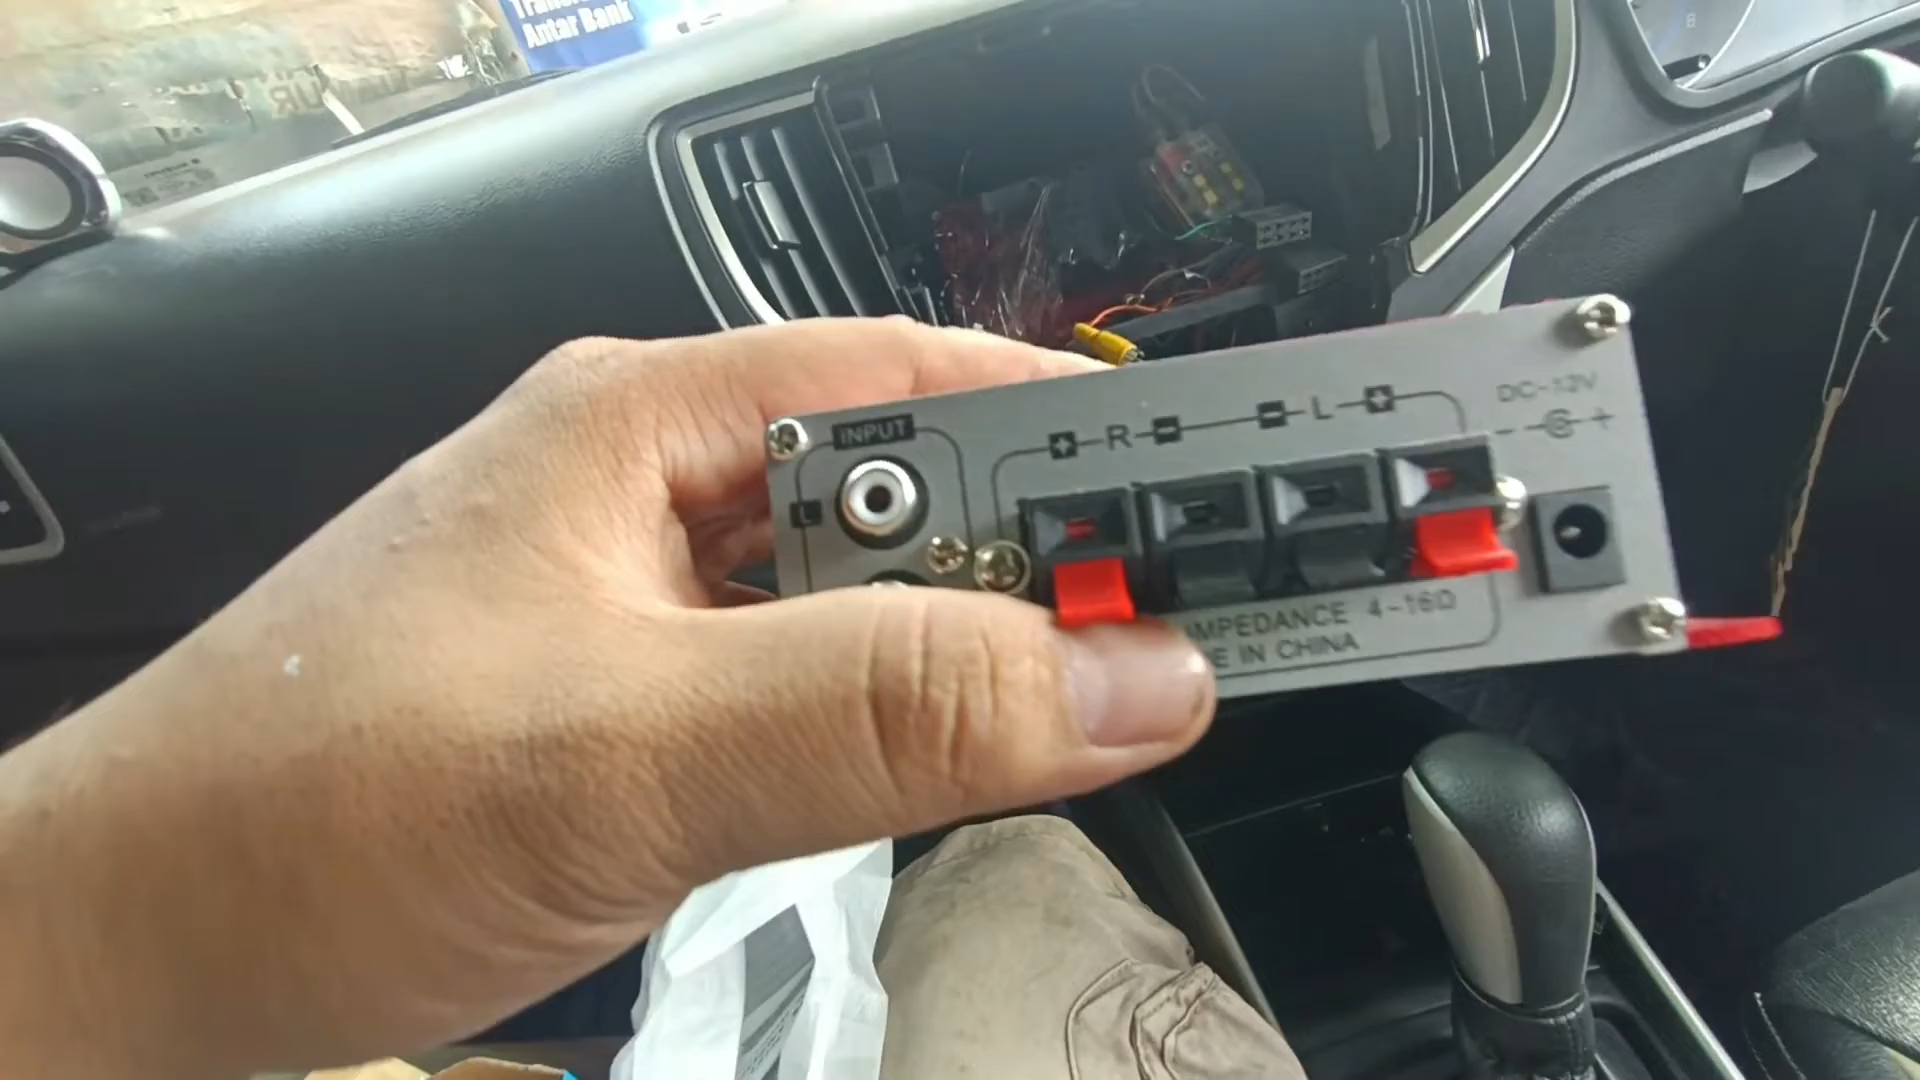 Antar Bank
INPUT
L
R
L
DC-12V
- +
IMPEDANCE 4-16Ω
E IN CHINA